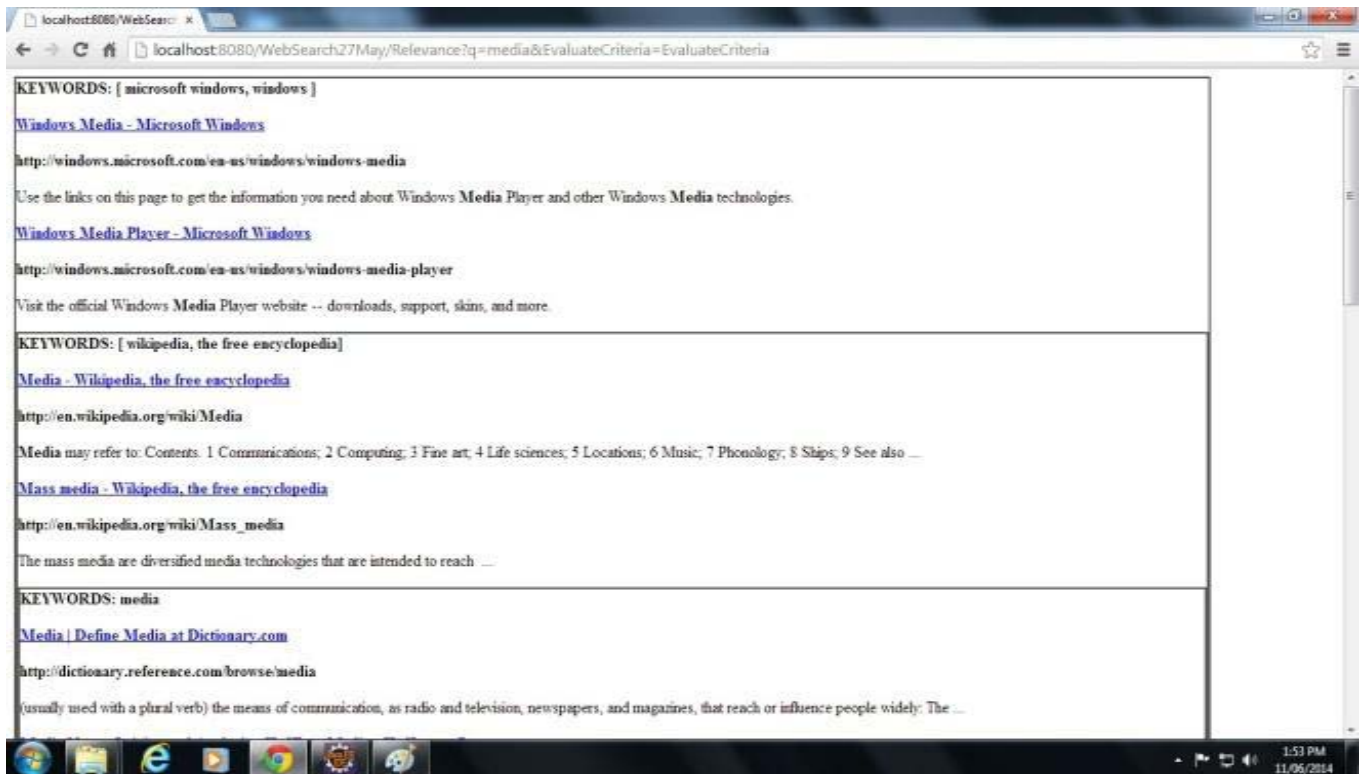 localhost:8080/WebSearc
localhost:8080/WebSearch27May/Relevance?q=media&EvaluateCriteria=EvaluateCriteria
KEYWORDS: [ microsoft windows, windows ]
Windows Media - Microsoft Windows
http://windows.microsoft.com/en-us/windows/windows-media
Use the links on this page to get the information you need about Windows Media Player and other Windows Media technologies.
Windows Media Player - Microsoft Windows
http://windows.microsoft.com/en-us/windows/windows-media-player
Visit the official Windows Media Player website -- downloads, support, skins, and more.
KEYWORDS: [ wikipedia, the free encyclopedia]
Media - Wikipedia, the free encyclopedia
http://en.wikipedia.org/wiki/Media
Media may refer to: Contents. 1 Communications; 2 Computing; 3 Fine art; 4 Life sciences; 5 Locations; 6 Music; 7 Phonology; 8 Ships; 9 See also ...
Mass media - Wikipedia, the free encyclopedia
http://en.wikipedia.org/wiki/Mass_media
The mass media are diversified media technologies that are intended to reach ...
KEYWORDS: media
Media | Define Media at Dictionary.com
http://dictionary.reference.com/browse/media
(usually used with a plural verb) the means of communication, as radio and television, newspapers, and magazines, that reach or influence people widely: The ...
1:53 PM
11/06/2014